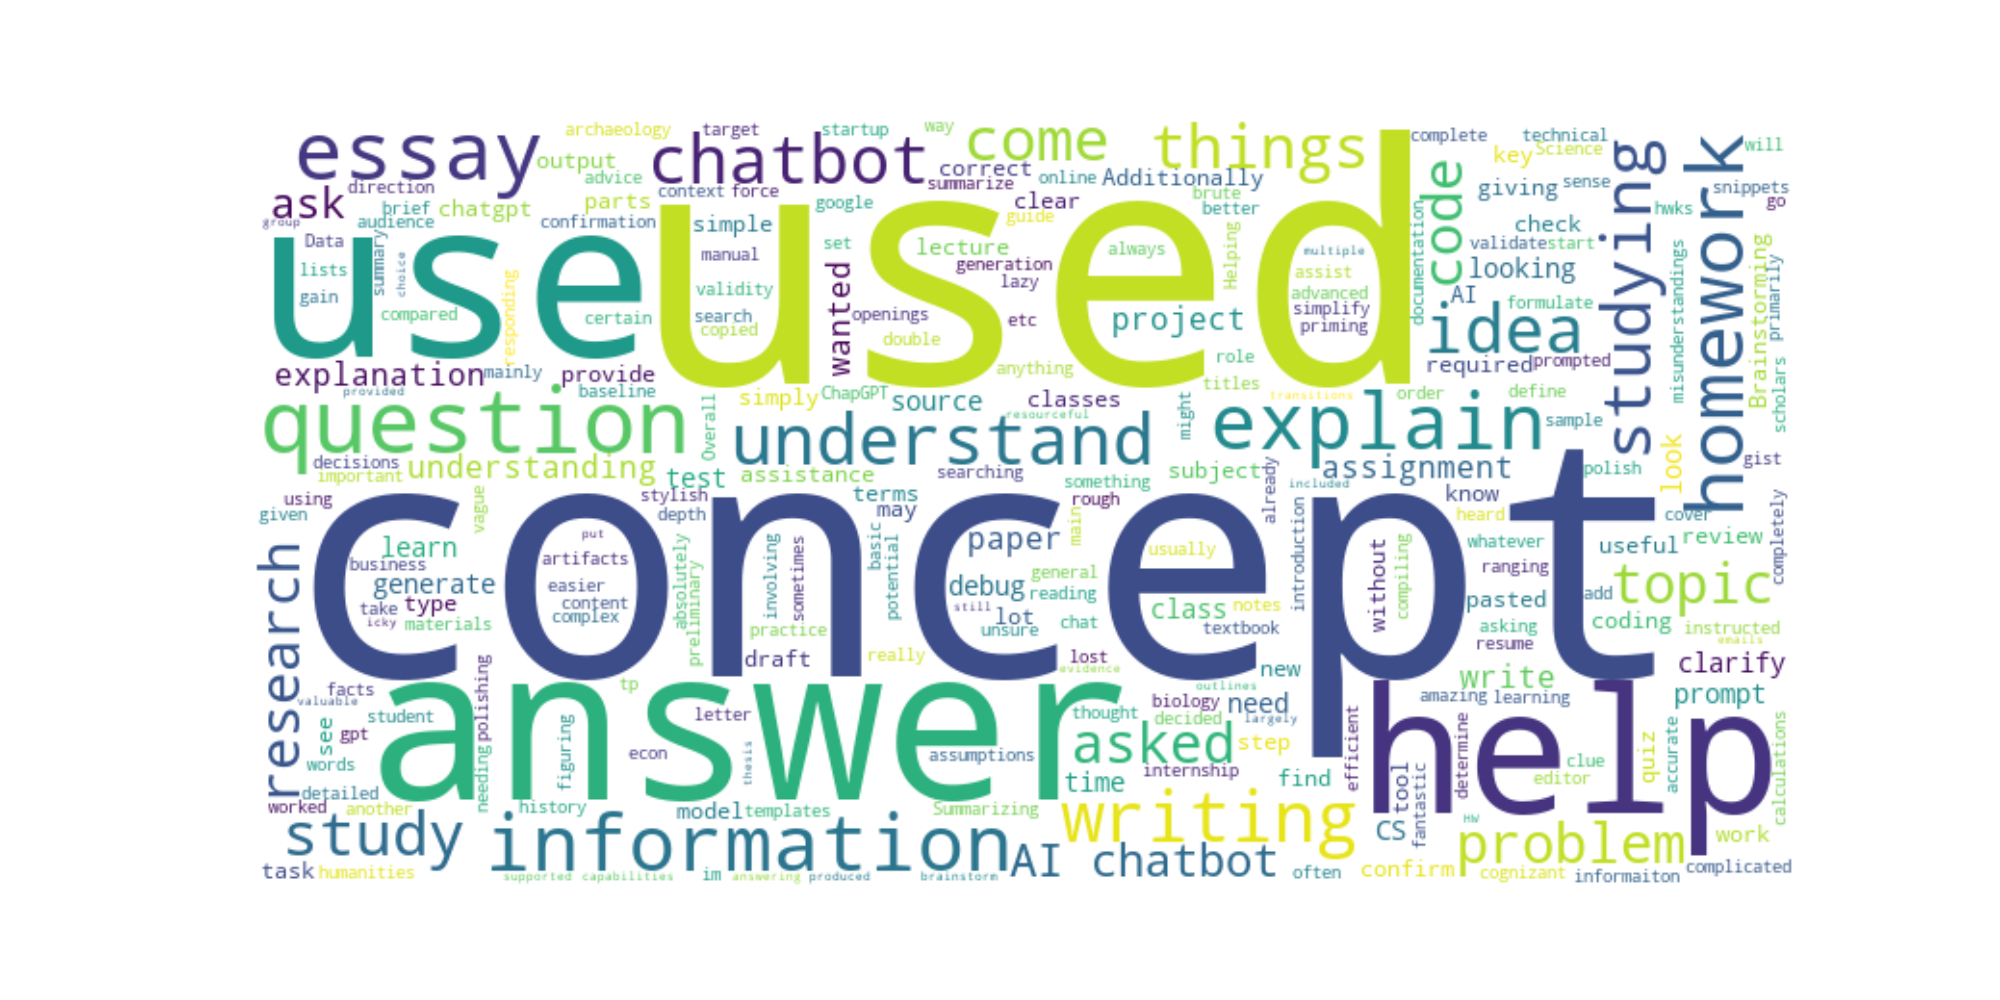 essay
archaeology
target
startup
way
come
things
complete
technical
will
output
chatbot
correct
key
Science
studying
homework
advice
summarize
online
Additionally
code
giving
sense
snippets
ask
direction
context
force
brute
go
brief
chatgpt
parts
clear
google
better
documentation
hwks
group
audience
confirmation
simple
guide
check
use
used
Data
summary
choice
manual
set
lecture
always
Helping
multiple
validate
start
misunderstandings
Brainstorming
primarily
lists
generation
assist
looking
gain
responding
validity
wanted
lazy
advanced
AI
formulate
compared
certain
search
openings
etc
project
simplify
idea
copied
double
priming
explanation
mainly
provide
anything
role
required
prompted
scholars
provided
baseline
simply
ChapGPT
source
classes
titles
transitions
order
define
question
Overall
understand
resourceful
might
explain
sample
decisions
understanding
important
test
assistance
searching
subject
already
assignment
polish
look
gist
using
vague
stylish
terms
something
rough
included
know
given
depth
may
main
heard
cover
completely
concept
learn
put
artifacts
absolutely
involving
sometimes
basic
potential
paper
usually
introduction
without
compiling
whatever
useful
review
research
business
generate
easier
preliminary
debug
general
ranging
topic
take
type
content
reading
class
notes
pasted
add
icky
materials
complex
practice
still
lot
chat
textbook
asking
coding
instructed
unsure
resume
emails
draft
really
lost
evidence
new
write
clarify
polishing
facts
tp
outlines
amazing
learning
prompt
valuable
answer
help
student
letter
biology
need
see
gpt
figuring
thought
decided
largely
efficient
determine
quiz
accurate
calculations
econ
thesis
assumptions
asked
step
words
needing
time
internship
find
tool
clue
editor
detailed
worked
another
history
model
templates
Summarizing
writing
CS
fantastic
HW
study
information
problem
work
AI chatbot
task
humanities
supported
capabilities
im
answering
produced
brainstorm
often
confirm
cognizant
informaiton
complicated